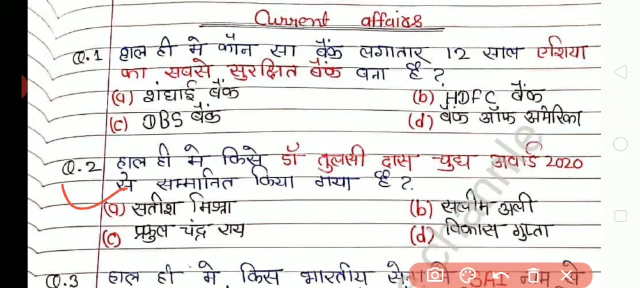 Current affairs
Q.1 हाल ही मे कौन सा बैंक लगातार 12 साल एशिया
का सबसे सुरक्षित बैंक बना है?
(a) शंघाई बैंक (b) HDFC बैंक
(c) DBS बैंक (d) बैंक ऑफ अमेरिका
Q.2 हाल ही मे किसे डॉ तुलसी दास चुघ अवार्ड 2020
से सम्मानित किया गया है?
(a) सतीश मिश्रा (b) सलीम अली
(c) प्रफुल चंद्र राय (d) विकास गुप्ता
Q.3 हाल ही मे किस भारतीय नाम से